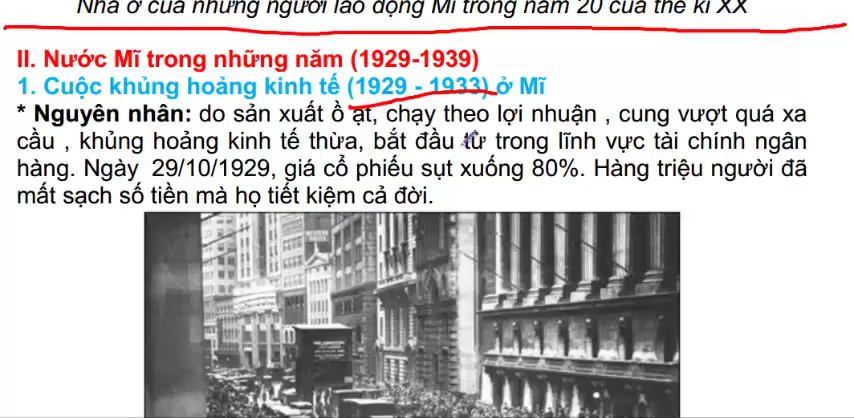 Nhà ở của những người lao động Mĩ trong năm 20 của thế kỉ XX
II. Nước Mĩ trong những năm (1929-1939)
1. Cuộc khủng hoảng kinh tế (1929 - 1933) ở Mĩ
* Nguyên nhân: do sản xuất ồ ạt, chạy theo lợi nhuận , cung vượt quá xa
cầu , khủng hoảng kinh tế thừa, bắt đầu từ trong lĩnh vực tài chính ngân
hàng. Ngày 29/10/1929, giá cổ phiếu sụt xuống 80%. Hàng triệu người đã
mất sạch số tiền mà họ tiết kiệm cả đời.